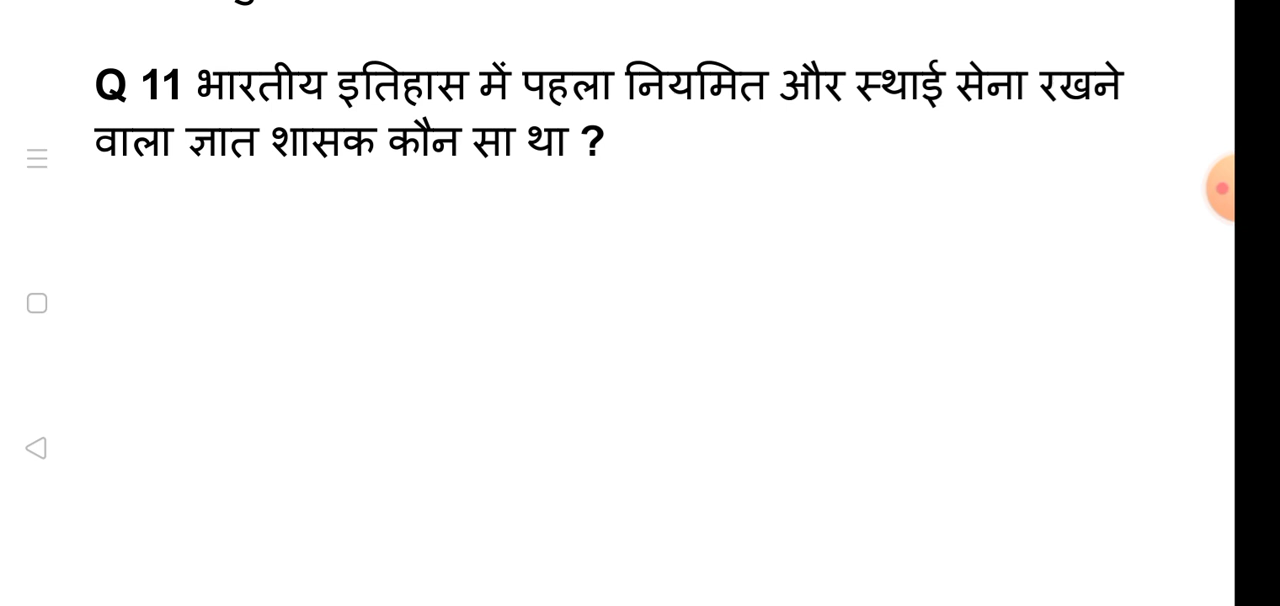 Q 11 भारतीय इतिहास में पहला नियमित और स्थाई सेना रखने
वाला ज्ञात शासक कौन सा था ?